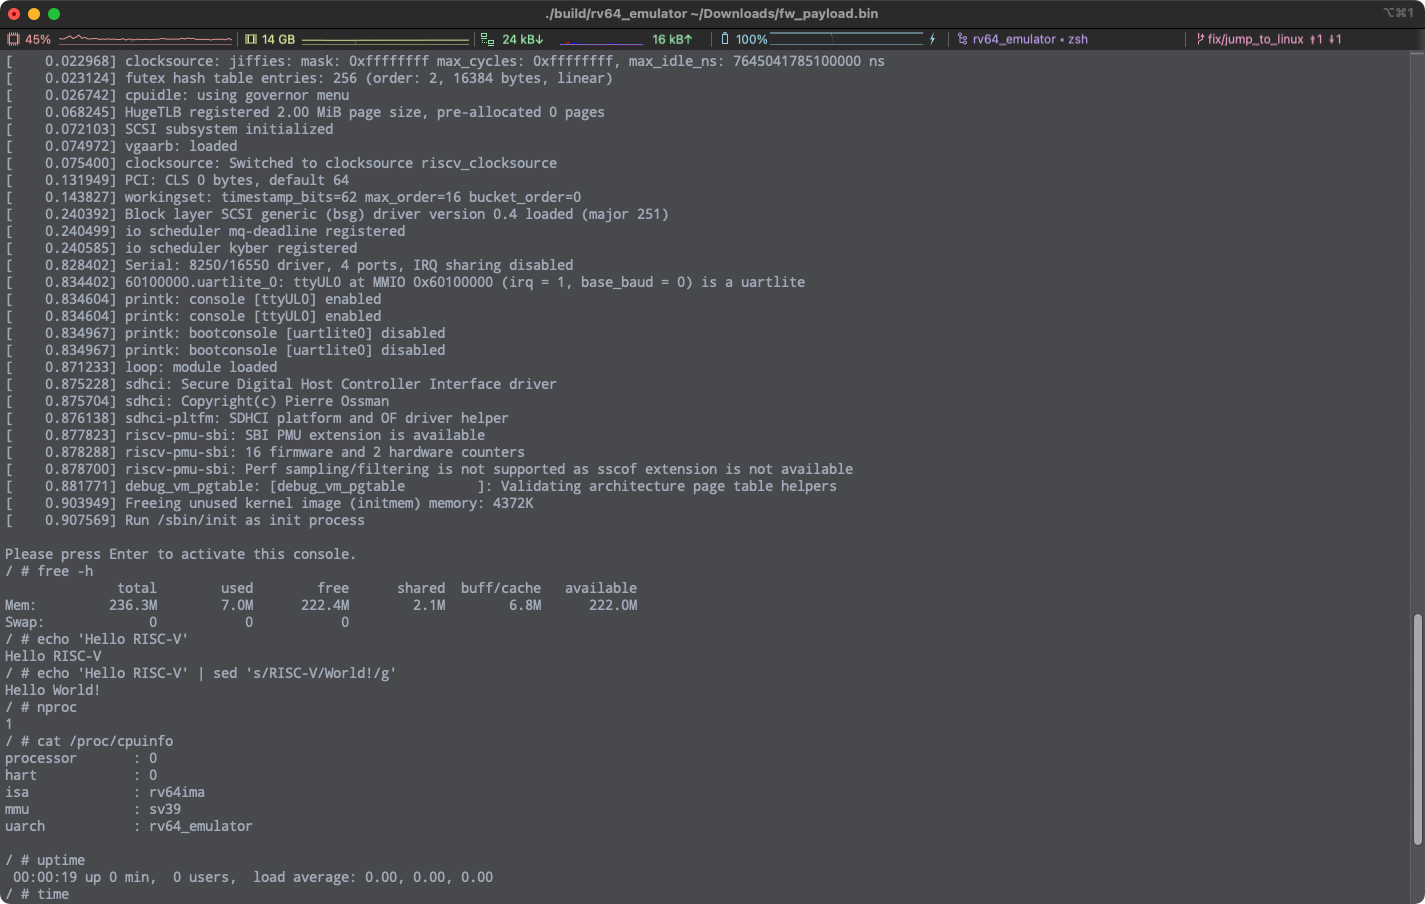 ./build/rv64_emulator ~/Downloads/fw_payload.bin
⌥⌘1
45% 14 GB 24 kB↓ 16 kB↑ 100% rv64_emulator • zsh fix/jump_to_linux ↑1 ↓1
[    0.022968] clocksource: jiffies: mask: 0xffffffff max_cycles: 0xffffffff, max_idle_ns: 7645041785100000 ns
[    0.023124] futex hash table entries: 256 (order: 2, 16384 bytes, linear)
[    0.026742] cpuidle: using governor menu
[    0.068245] HugeTLB registered 2.00 MiB page size, pre-allocated 0 pages
[    0.072103] SCSI subsystem initialized
[    0.074972] vgaarb: loaded
[    0.075400] clocksource: Switched to clocksource riscv_clocksource
[    0.131949] PCI: CLS 0 bytes, default 64
[    0.143827] workingset: timestamp_bits=62 max_order=16 bucket_order=0
[    0.240392] Block layer SCSI generic (bsg) driver version 0.4 loaded (major 251)
[    0.240499] io scheduler mq-deadline registered
[    0.240585] io scheduler kyber registered
[    0.828402] Serial: 8250/16550 driver, 4 ports, IRQ sharing disabled
[    0.834402] 60100000.uartlite_0: ttyUL0 at MMIO 0x60100000 (irq = 1, base_baud = 0) is a uartlite
[    0.834604] printk: console [ttyUL0] enabled
[    0.834604] printk: console [ttyUL0] enabled
[    0.834967] printk: bootconsole [uartlite0] disabled
[    0.834967] printk: bootconsole [uartlite0] disabled
[    0.871233] loop: module loaded
[    0.875228] sdhci: Secure Digital Host Controller Interface driver
[    0.875704] sdhci: Copyright(c) Pierre Ossman
[    0.876138] sdhci-pltfm: SDHCI platform and OF driver helper
[    0.877823] riscv-pmu-sbi: SBI PMU extension is available
[    0.878288] riscv-pmu-sbi: 16 firmware and 2 hardware counters
[    0.878700] riscv-pmu-sbi: Perf sampling/filtering is not supported as sscof extension is not available
[    0.881771] debug_vm_pgtable: [debug_vm_pgtable         ]: Validating architecture page table helpers
[    0.903949] Freeing unused kernel image (initmem) memory: 4372K
[    0.907569] Run /sbin/init as init process
Please press Enter to activate this console.
/ # free -h
              total        used        free      shared  buff/cache   available
Mem:         236.3M        7.0M      222.4M        2.1M        6.8M      222.0M
Swap:             0           0           0
/ # echo 'Hello RISC-V'
Hello RISC-V
/ # echo 'Hello RISC-V' | sed 's/RISC-V/World!/g'
Hello World!
/ # nproc
1
/ # cat /proc/cpuinfo
processor       : 0
hart            : 0
isa             : rv64ima
mmu             : sv39
uarch           : rv64_emulator
/ # uptime
 00:00:19 up 0 min,  0 users,  load average: 0.00, 0.00, 0.00
/ # time